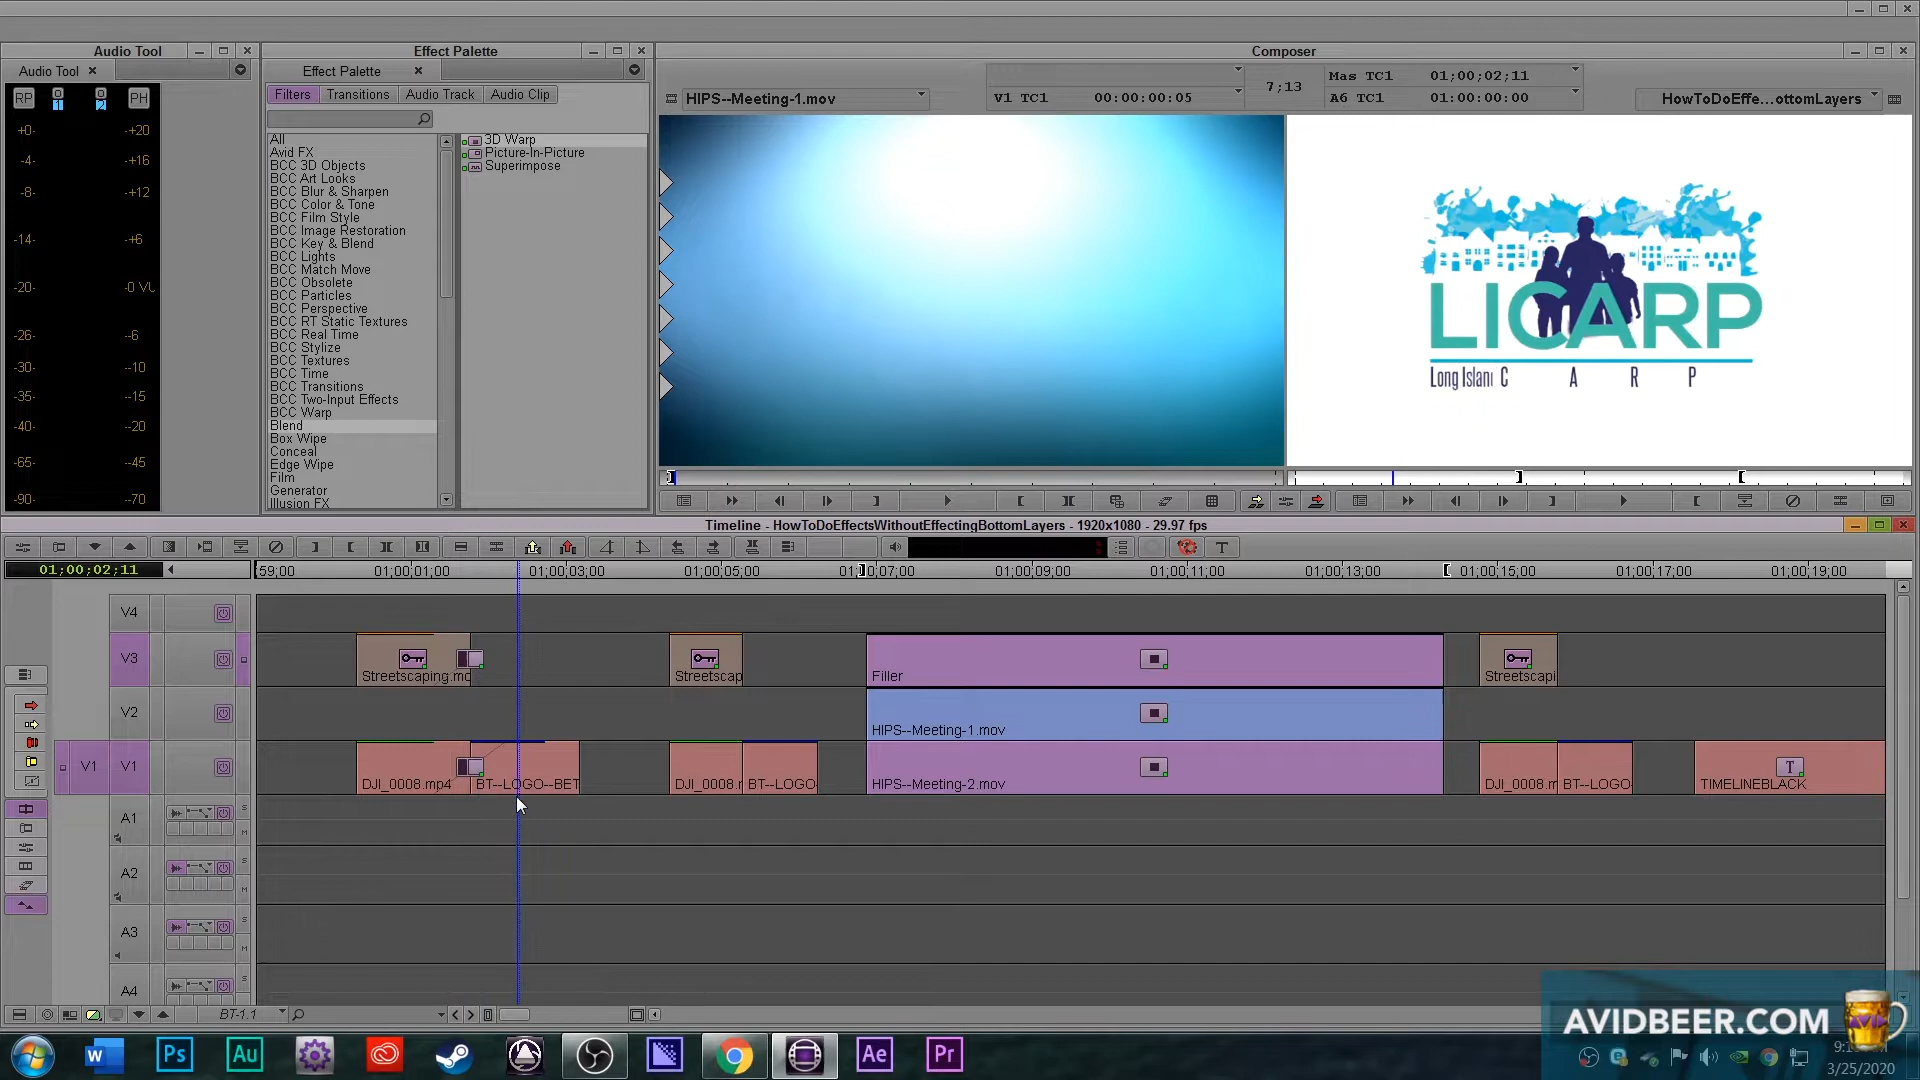 Audio Tool
Effect Palette
Composer
Audio Tool
Effect Palette
Filters
Transitions
Audio Track
Audio Clip
HIPS--Meeting-1.mov
V1 TC1
00:00:00:05
7;13
Mas TC1
01;00;02;11
A6 TC1
01:00:00:00
HowToDoEffe...ottomLayers
RP
PH
+0-
-4-
-8-
-14-
-20-
-26-
-30-
-35-
-40-
-65-
-90-
-+20
-+16
-+12
-+6
-0 VU
--6
--10
--15
--20
--45
--70
All
Avid FX
BCC 3D Objects
BCC Art Looks
BCC Blur & Sharpen
BCC Color & Tone
BCC Film Style
BCC Image Restoration
BCC Key & Blend
BCC Lights
BCC Match Move
BCC Obsolete
BCC Particles
BCC Perspective
BCC RT Static Textures
BCC Real Time
BCC Stylize
BCC Textures
BCC Time
BCC Transitions
BCC Two-Input Effects
BCC Warp
Blend
Box Wipe
Conceal
Edge Wipe
Film
Generator
Illusion FX
3D Warp
Picture-In-Picture
Superimpose
LICARP
Long Islan C A R P
Timeline - HowToDoEffectsWithoutEffectingBottomLayers - 1920x1080 - 29.97 fps
01;00;02;11
59;00
01;00;01;00
01;00;03;00
01;00;05;00
01;00;07;00
01;00;09;00
01;00;11;00
01;00;13;00
01;00;15;00
01;00;17;00
01;00;19;00
V4
V3
Streetscaping.mo
Streetscap
Filler
Streetscapi
V2
HIPS--Meeting-1.mov
V1
V1
DJI_0008.mp4
BT--LOGO--BET
DJI_0008.m
BT--LOGO-
HIPS--Meeting-2.mov
DJI_0008.m
BT--LOGO-
T
TIMELINEBLACK
A1
A2
A3
A4
BT-1.1
AVIDBEER.COM
W
Ps
Au
Ae
Pr
3/25/2020